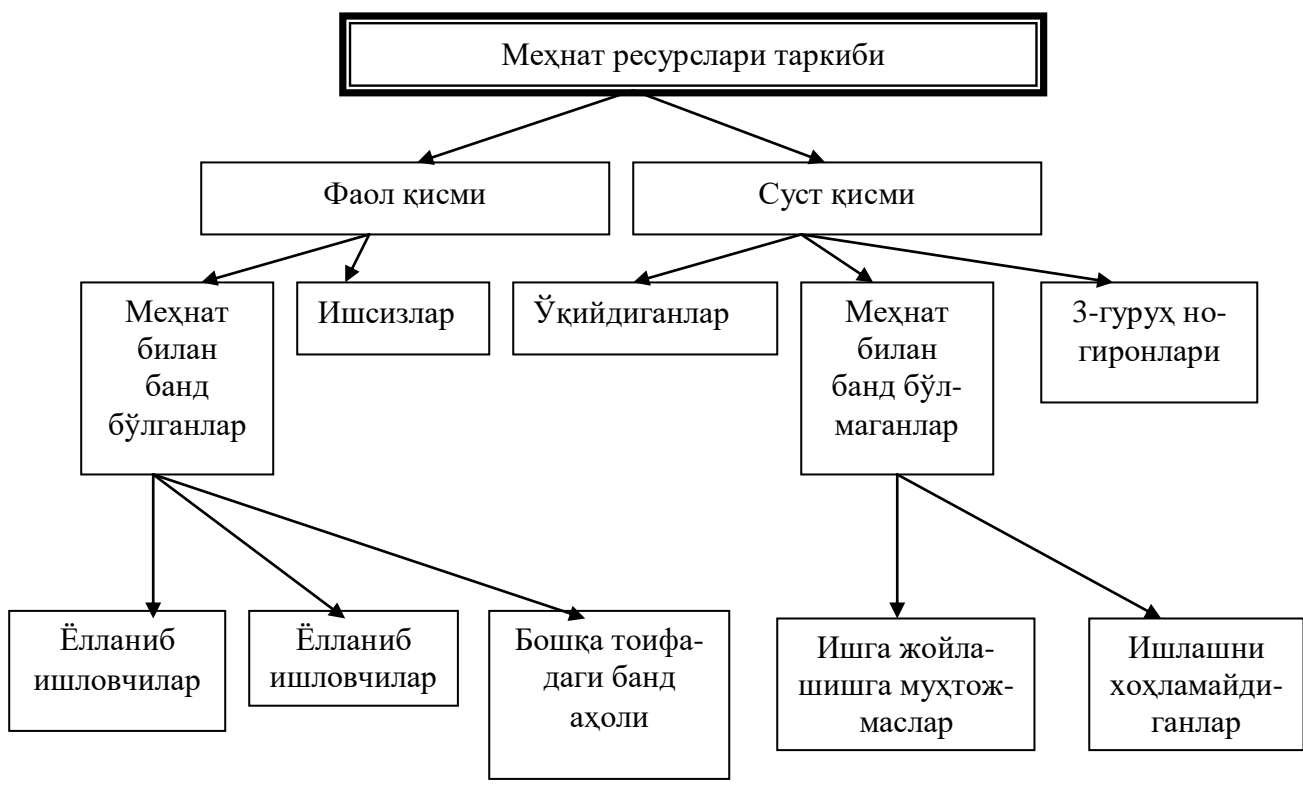 Меҳнат ресурслари таркиби
Фаол қисми
Суст қисми
Меҳнат
билан
банд
бўлганлар
Ишсизлар
Ўқийдиганлар
Меҳнат
билан
банд бўл-
маганлар
3-гуруҳ но-
гиронлари
Ёлланиб
ишловчилар
Ёлланиб
ишловчилар
Бошқа тоифа-
даги банд
аҳоли
Ишга жойла-
шишга муҳтож-
маслар
Ишлашни
хоҳламайди-
ганлар